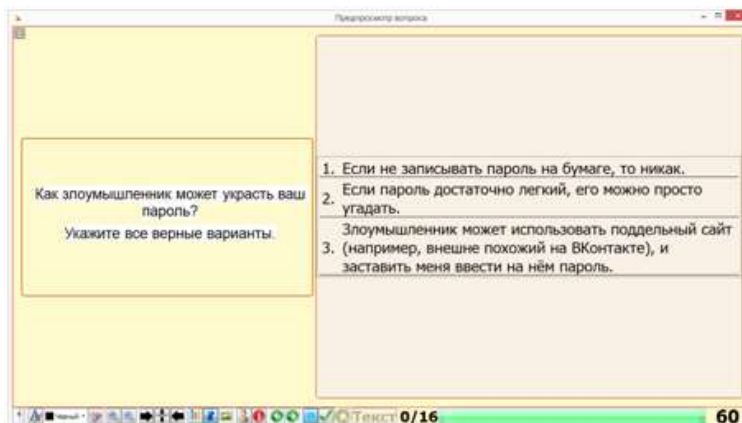 Предпросмотр вопроса
Как злоумышленник может украсть ваш
пароль?
Укажите все верные варианты.
1. Если не записывать пароль на бумаге, то никак.
2. Если пароль достаточно легкий, его можно просто
угадать.
3. Злоумышленник может использовать поддельный сайт
(например, внешне похожий на ВКонтакте), и
заставить меня ввести на нём пароль.
Черный Текст 0/16 60